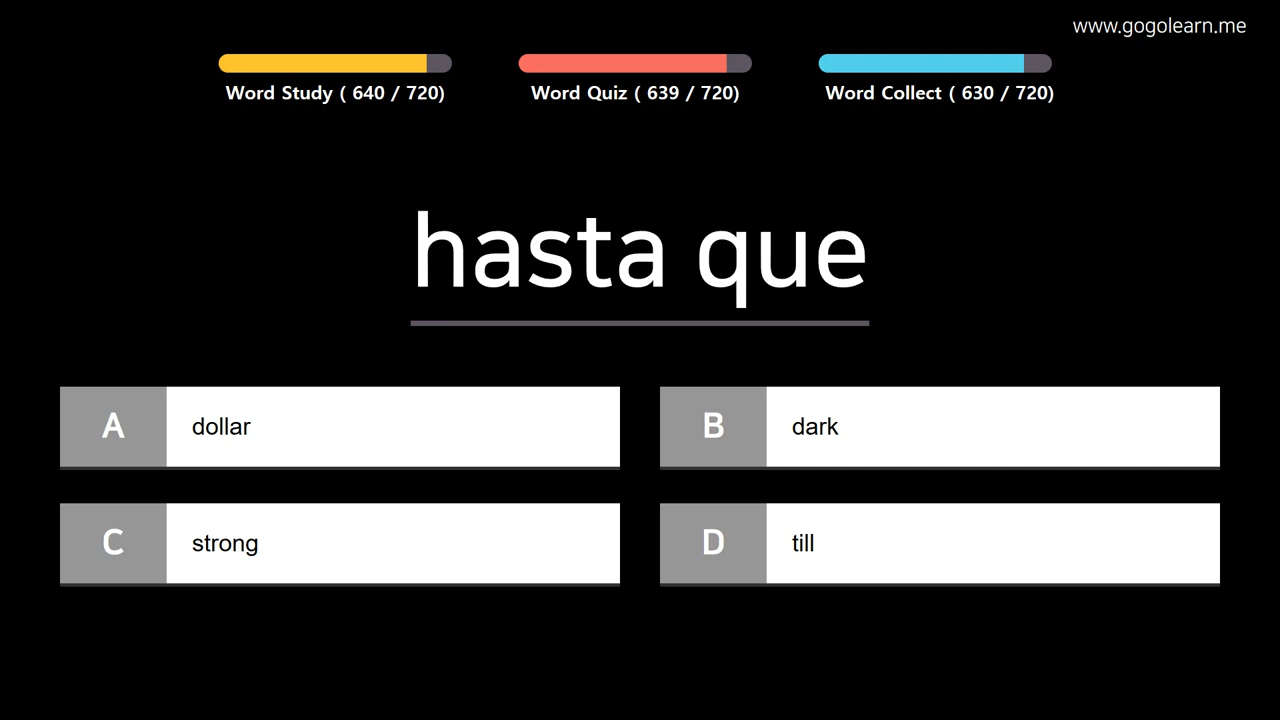 www.gogolearn.me
Word Study ( 640 / 720)
Word Quiz ( 639 / 720)
Word Collect ( 630 / 720)
hasta que
A dollar
B dark
C strong
D till